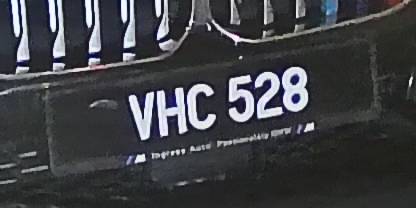 VHC 528
Ingress Auto Passionately BMW